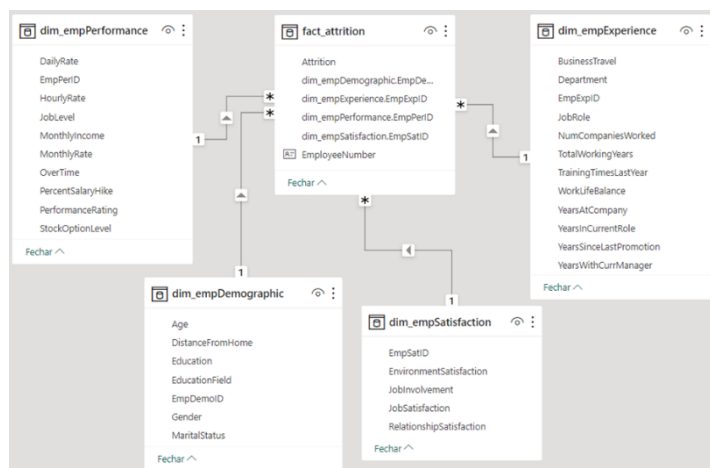 dim_empPerformance
DailyRate
EmpPerID
HourlyRate
JobLevel
MonthlyIncome
MonthlyRate
OverTime
PercentSalaryHike
PerformanceRating
StockOptionLevel
Fechar
fact_attrition
Attrition
dim_empDemographic.EmpDe...
dim_empExperience.EmpExpID
dim_empPerformance.EmpPerID
dim_empSatisfaction.EmpSatID
EmployeeNumber
Fechar
dim_empExperience
BusinessTravel
Department
EmpExpID
JobRole
NumCompaniesWorked
TotalWorkingYears
TrainingTimesLastYear
WorkLifeBalance
YearsAtCompany
YearsInCurrentRole
YearsSinceLastPromotion
YearsWithCurrManager
Fechar
1
*
*
*
1
*
1
1
dim_empDemographic
Age
DistanceFromHome
Education
EducationField
EmpDemoID
Gender
MaritalStatus
Fechar
dim_empSatisfaction
EmpSatID
EnvironmentSatisfaction
JobInvolvement
JobSatisfaction
RelationshipSatisfaction
Fechar